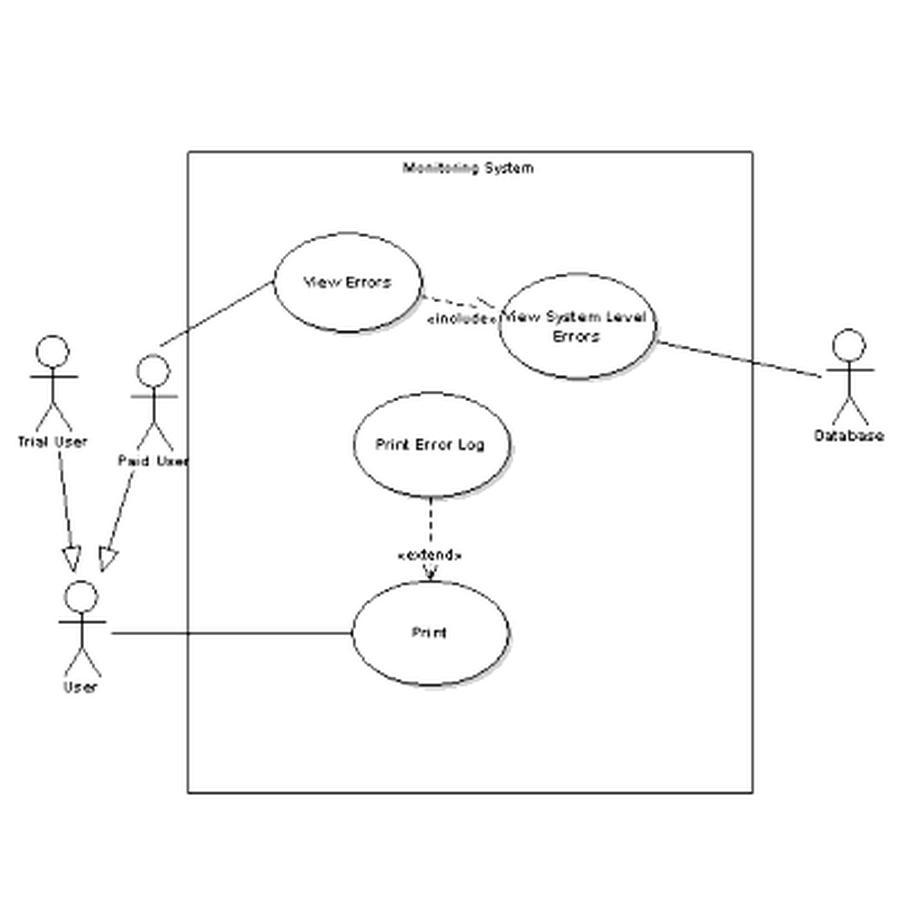 Monitoring System
View Errors
«include»
View System Level
Errors
Trial User
Paid User
Database
Print Error Log
«extend»
Print
User